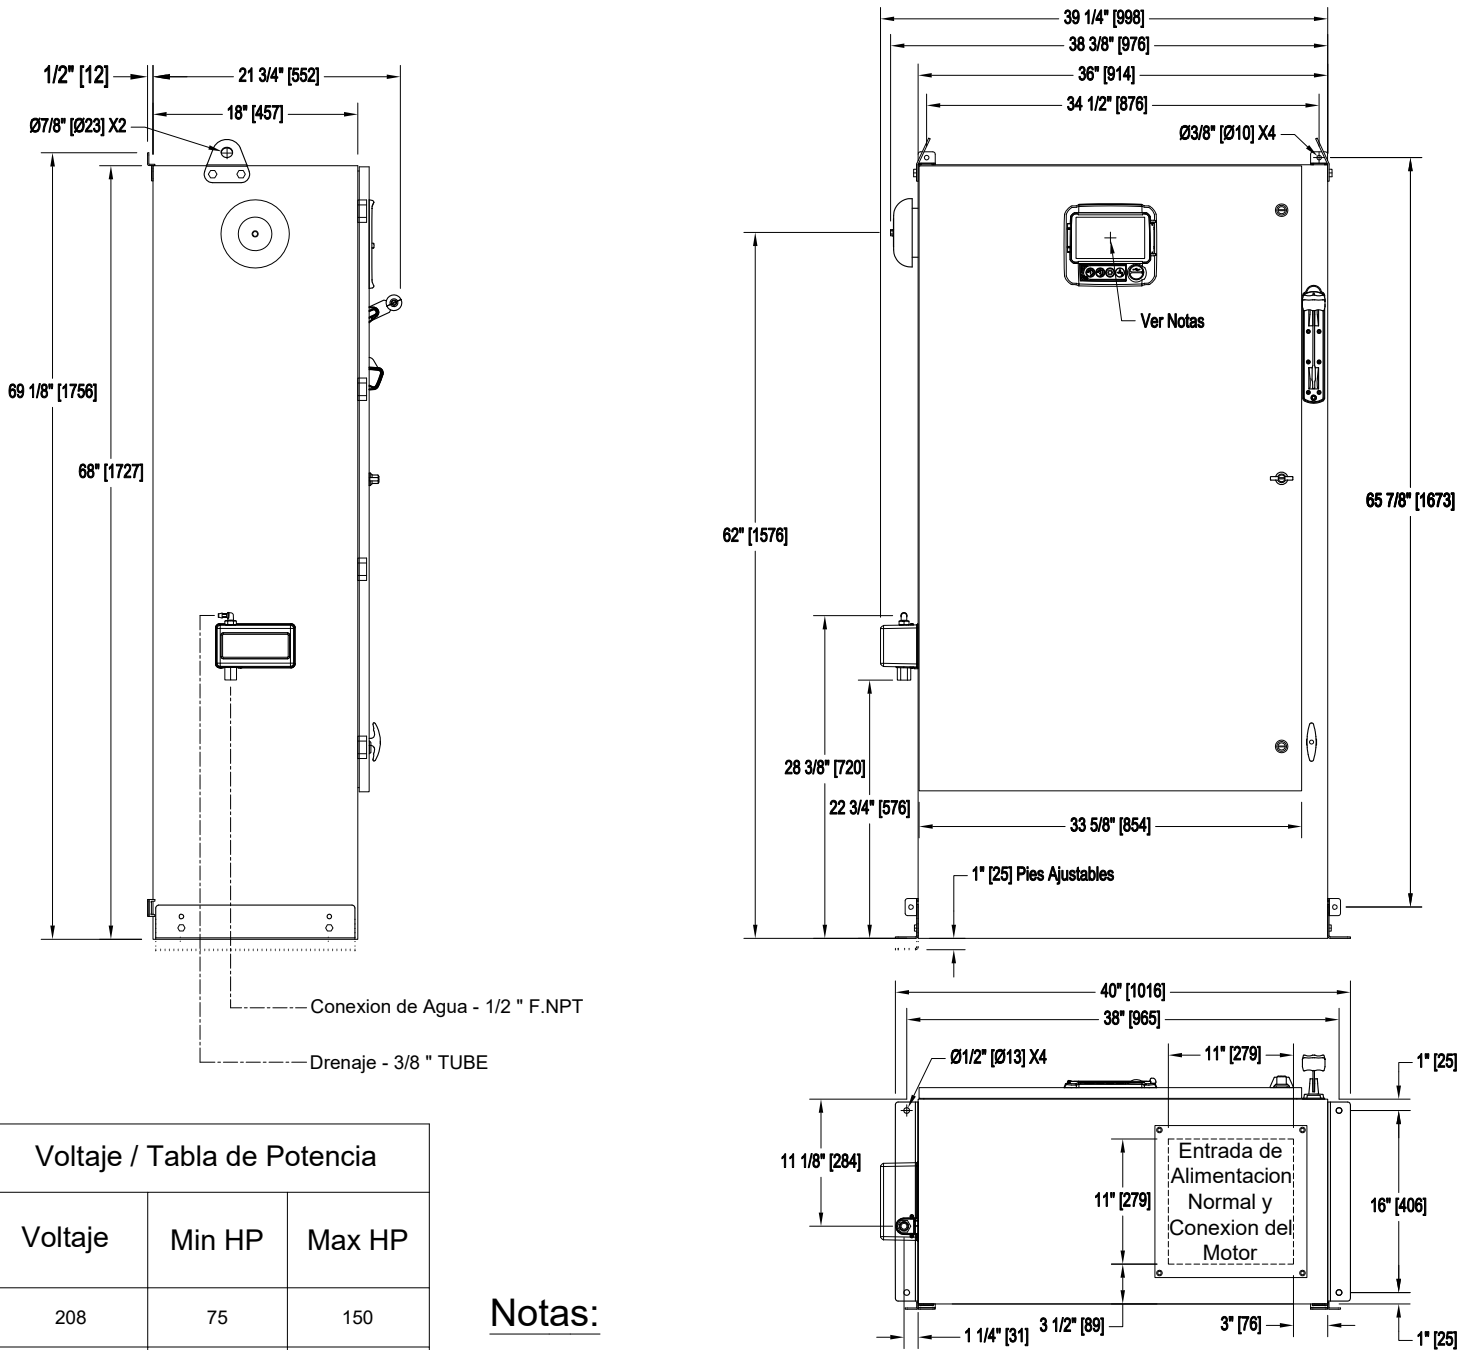 1/2" [12]
21 3/4" [552]
18" [457]
Ø7/8" [Ø23] X2
69 1/8" [1756]
68" [1727]
Conexion de Agua - 1/2 " F.NPT
Drenaje - 3/8 " TUBE
39 1/4" [998]
38 3/8" [976]
36" [914]
34 1/2" [876]
Ø3/8" [Ø10] X4
Ver Notas
62" [1576]
65 7/8" [1673]
28 3/8" [720]
22 3/4" [576]
33 5/8" [854]
1" [25] Pies Ajustables
40" [1016]
38" [965]
Ø1/2" [Ø13] X4
11" [279]
1" [25]
11 1/8" [284]
11" [279]
Entrada de
Alimentacion
Normal y
Conexion del
Motor
16" [406]
1 1/4" [31]
3 1/2" [89]
3" [76]
1" [25]
Voltaje / Tabla de Potencia
Voltaje Min HP Max HP
208 75 150
Notas: